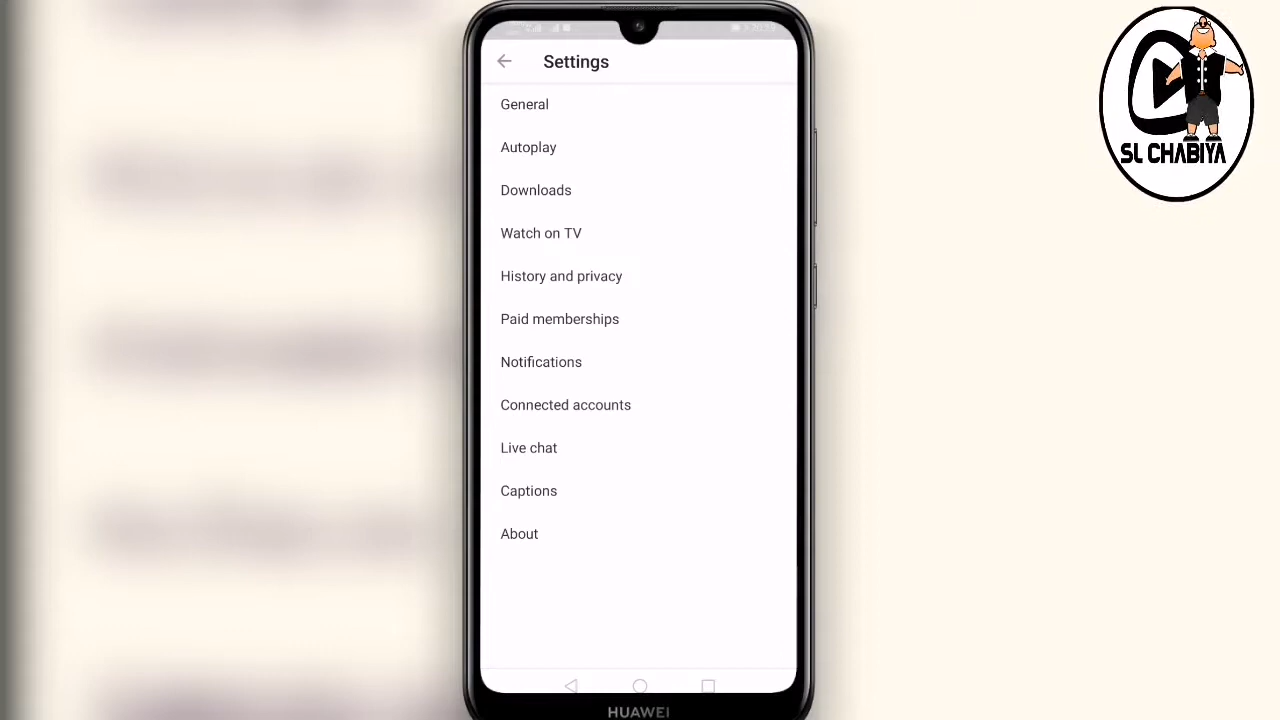 Settings
General
Autoplay
Downloads
Watch on TV
History and privacy
Paid memberships
Notifications
Connected accounts
Live chat
Captions
About
HUAWEI
SL CHABIYA